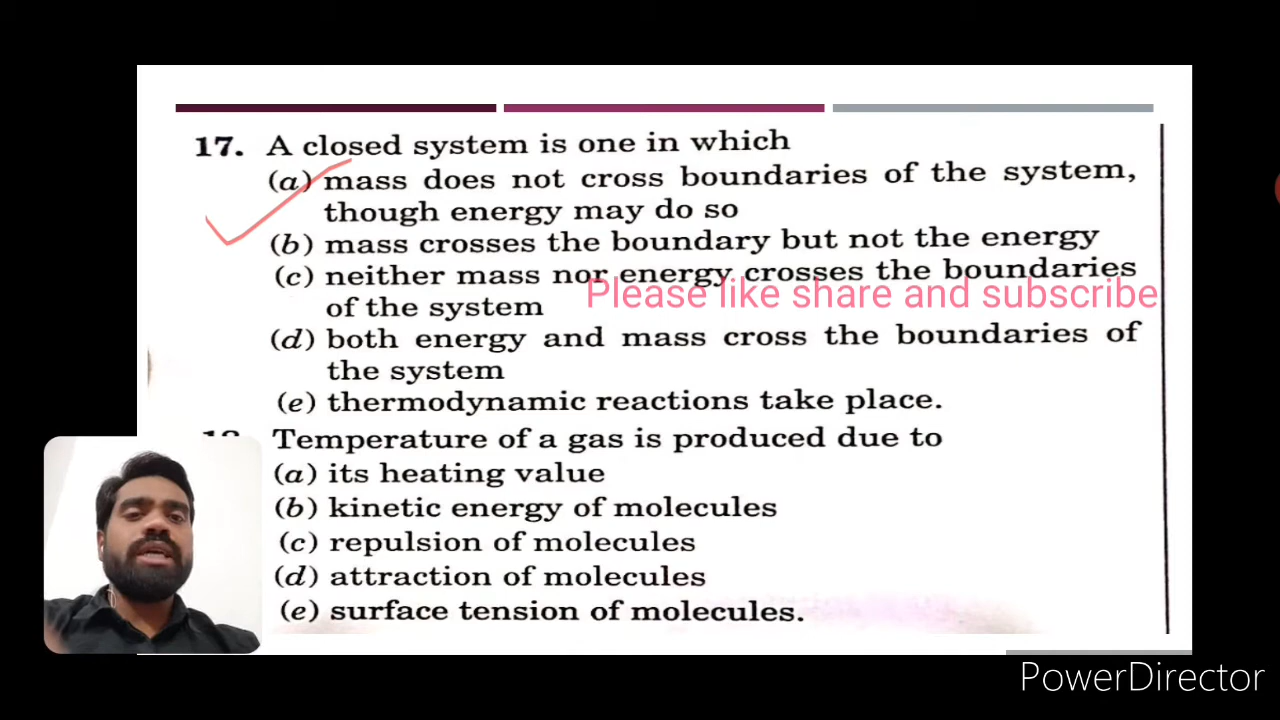 17. A closed system is one in which
(a) mass does not cross boundaries of the system,
though energy may do so
(b) mass crosses the boundary but not the energy
(c) neither mass nor energy crosses the boundaries
of the system
Please like share and subscribe
(d) both energy and mass cross the boundaries of
the system
(e) thermodynamic reactions take place.
18. Temperature of a gas is produced due to
(a) its heating value
(b) kinetic energy of molecules
(c) repulsion of molecules
(d) attraction of molecules
(e) surface tension of molecules.
PowerDirector